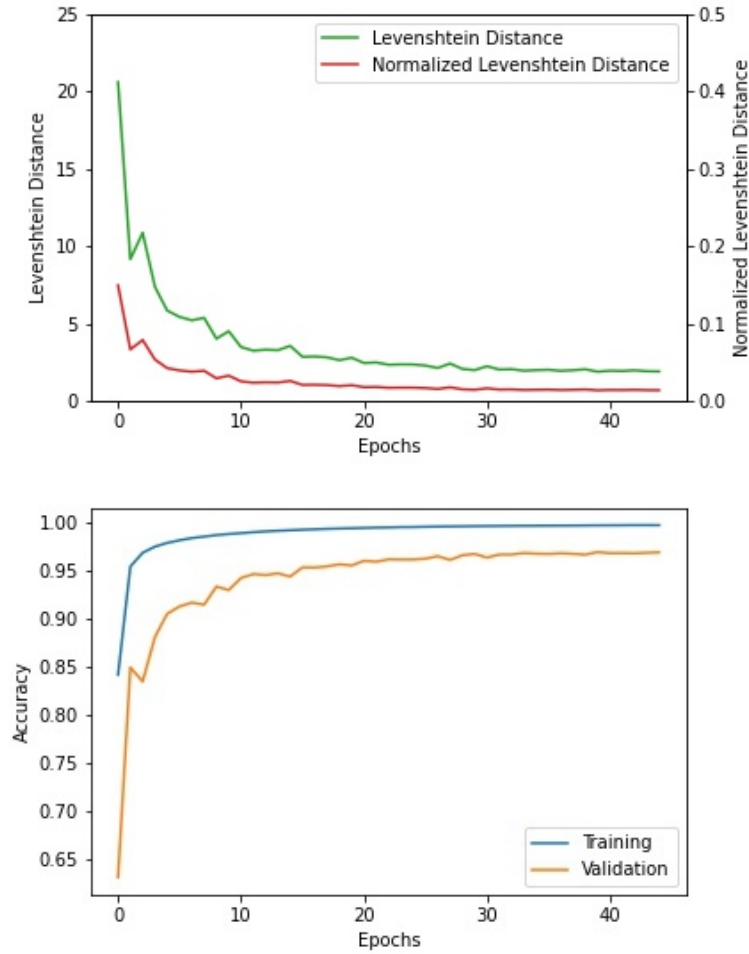 25
20
15
10
5
0
Levenshtein Distance
Levenshtein Distance
Normalized Levenshtein Distance
0.5
0.4
0.3
0.2
0.1
0.0
Normalized Levenshtein Distance
0 10 20 30 40
Epochs
1.00
0.95
0.90
0.85
0.80
0.75
0.70
0.65
Accuracy
Training
Validation
0 10 20 30 40
Epochs